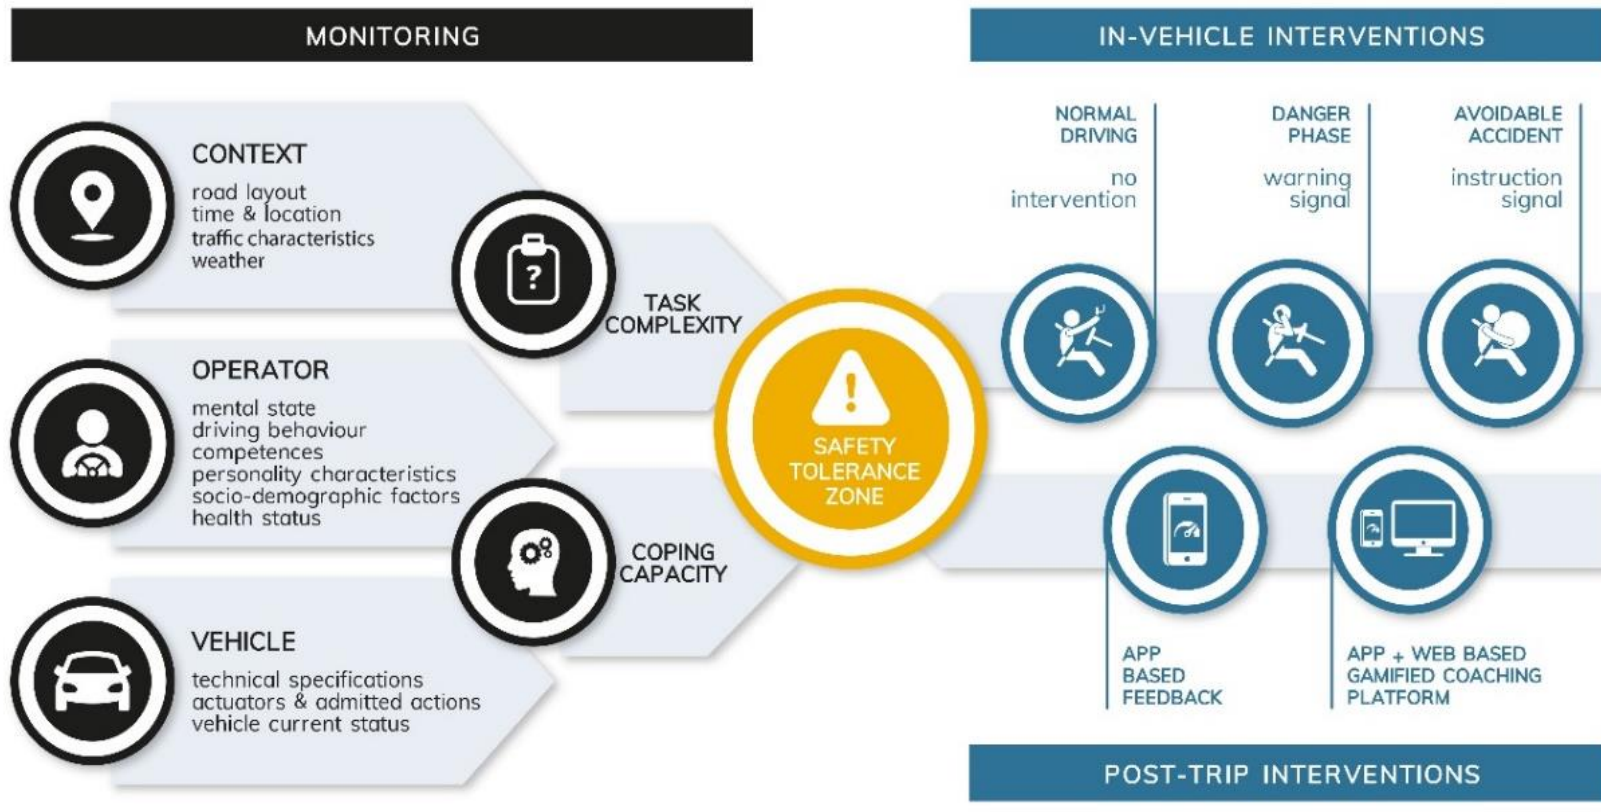 MONITORING
CONTEXT
road layout
time & location
traffic characteristics
weather
OPERATOR
mental state
driving behaviour
competences
personality characteristics
socio-demographic factors
health status
VEHICLE
technical specifications
actuators & admitted actions
vehicle current status
?
TASK
COMPLEXITY
COPING
CAPACITY
!
SAFETY
TOLERANCE
ZONE
IN-VEHICLE INTERVENTIONS
NORMAL
DRIVING
no
intervention
DANGER
PHASE
warning
signal
AVOIDABLE
ACCIDENT
instruction
signal
APP
BASED
FEEDBACK
APP + WEB BASED
GAMIFIED COACHING
PLATFORM
POST-TRIP INTERVENTIONS